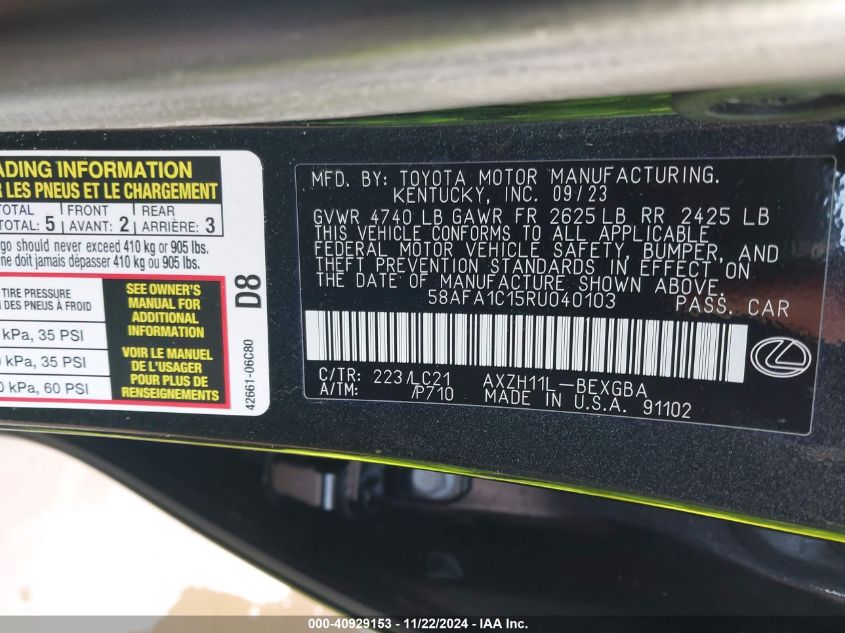 ADING INFORMATION
R LES PNEUS ET LE CHARGEMENT
TOTAL FRONT REAR
TOTAL: 5 AVANT: 2 ARRIÈRE: 3
go should never exceed 410 kg or 905 lbs.
ne doit jamais dépasser 410 kg ou 905 lbs.
TIRE PRESSURE
DES PNEUS À FROID
kPa, 35 PSI
0 kPa, 35 PSI
0 kPa, 60 PSI
SEE OWNER'S
MANUAL FOR
ADDITIONAL
INFORMATION
VOIR LE MANUEL
DE L'USAGER
POUR PLUS DE
RENSEIGNEMENTS
42661-06C80
D8
MFD. BY: TOYOTA MOTOR MANUFACTURING.
KENTUCKY, INC. 09/23
GVWR 4740 LB GAWR FR 2625 LB RR 2425 LB
THIS VEHICLE CONFORMS TO ALL APPLICABLE
FEDERAL MOTOR VEHICLE SAFETY, BUMPER, AND
THEFT PREVENTION STANDARDS IN EFFECT ON
THE DATE OF MANUFACTURE SHOWN ABOVE.
58AFA1C15RU040103 PASS. CAR
C/TR: 223/LC21 AXZH11L-BEXGBA
A/TM: /P710 MADE IN U.S.A. 91102
000-40929153 - 11/22/2024 - IAA Inc.